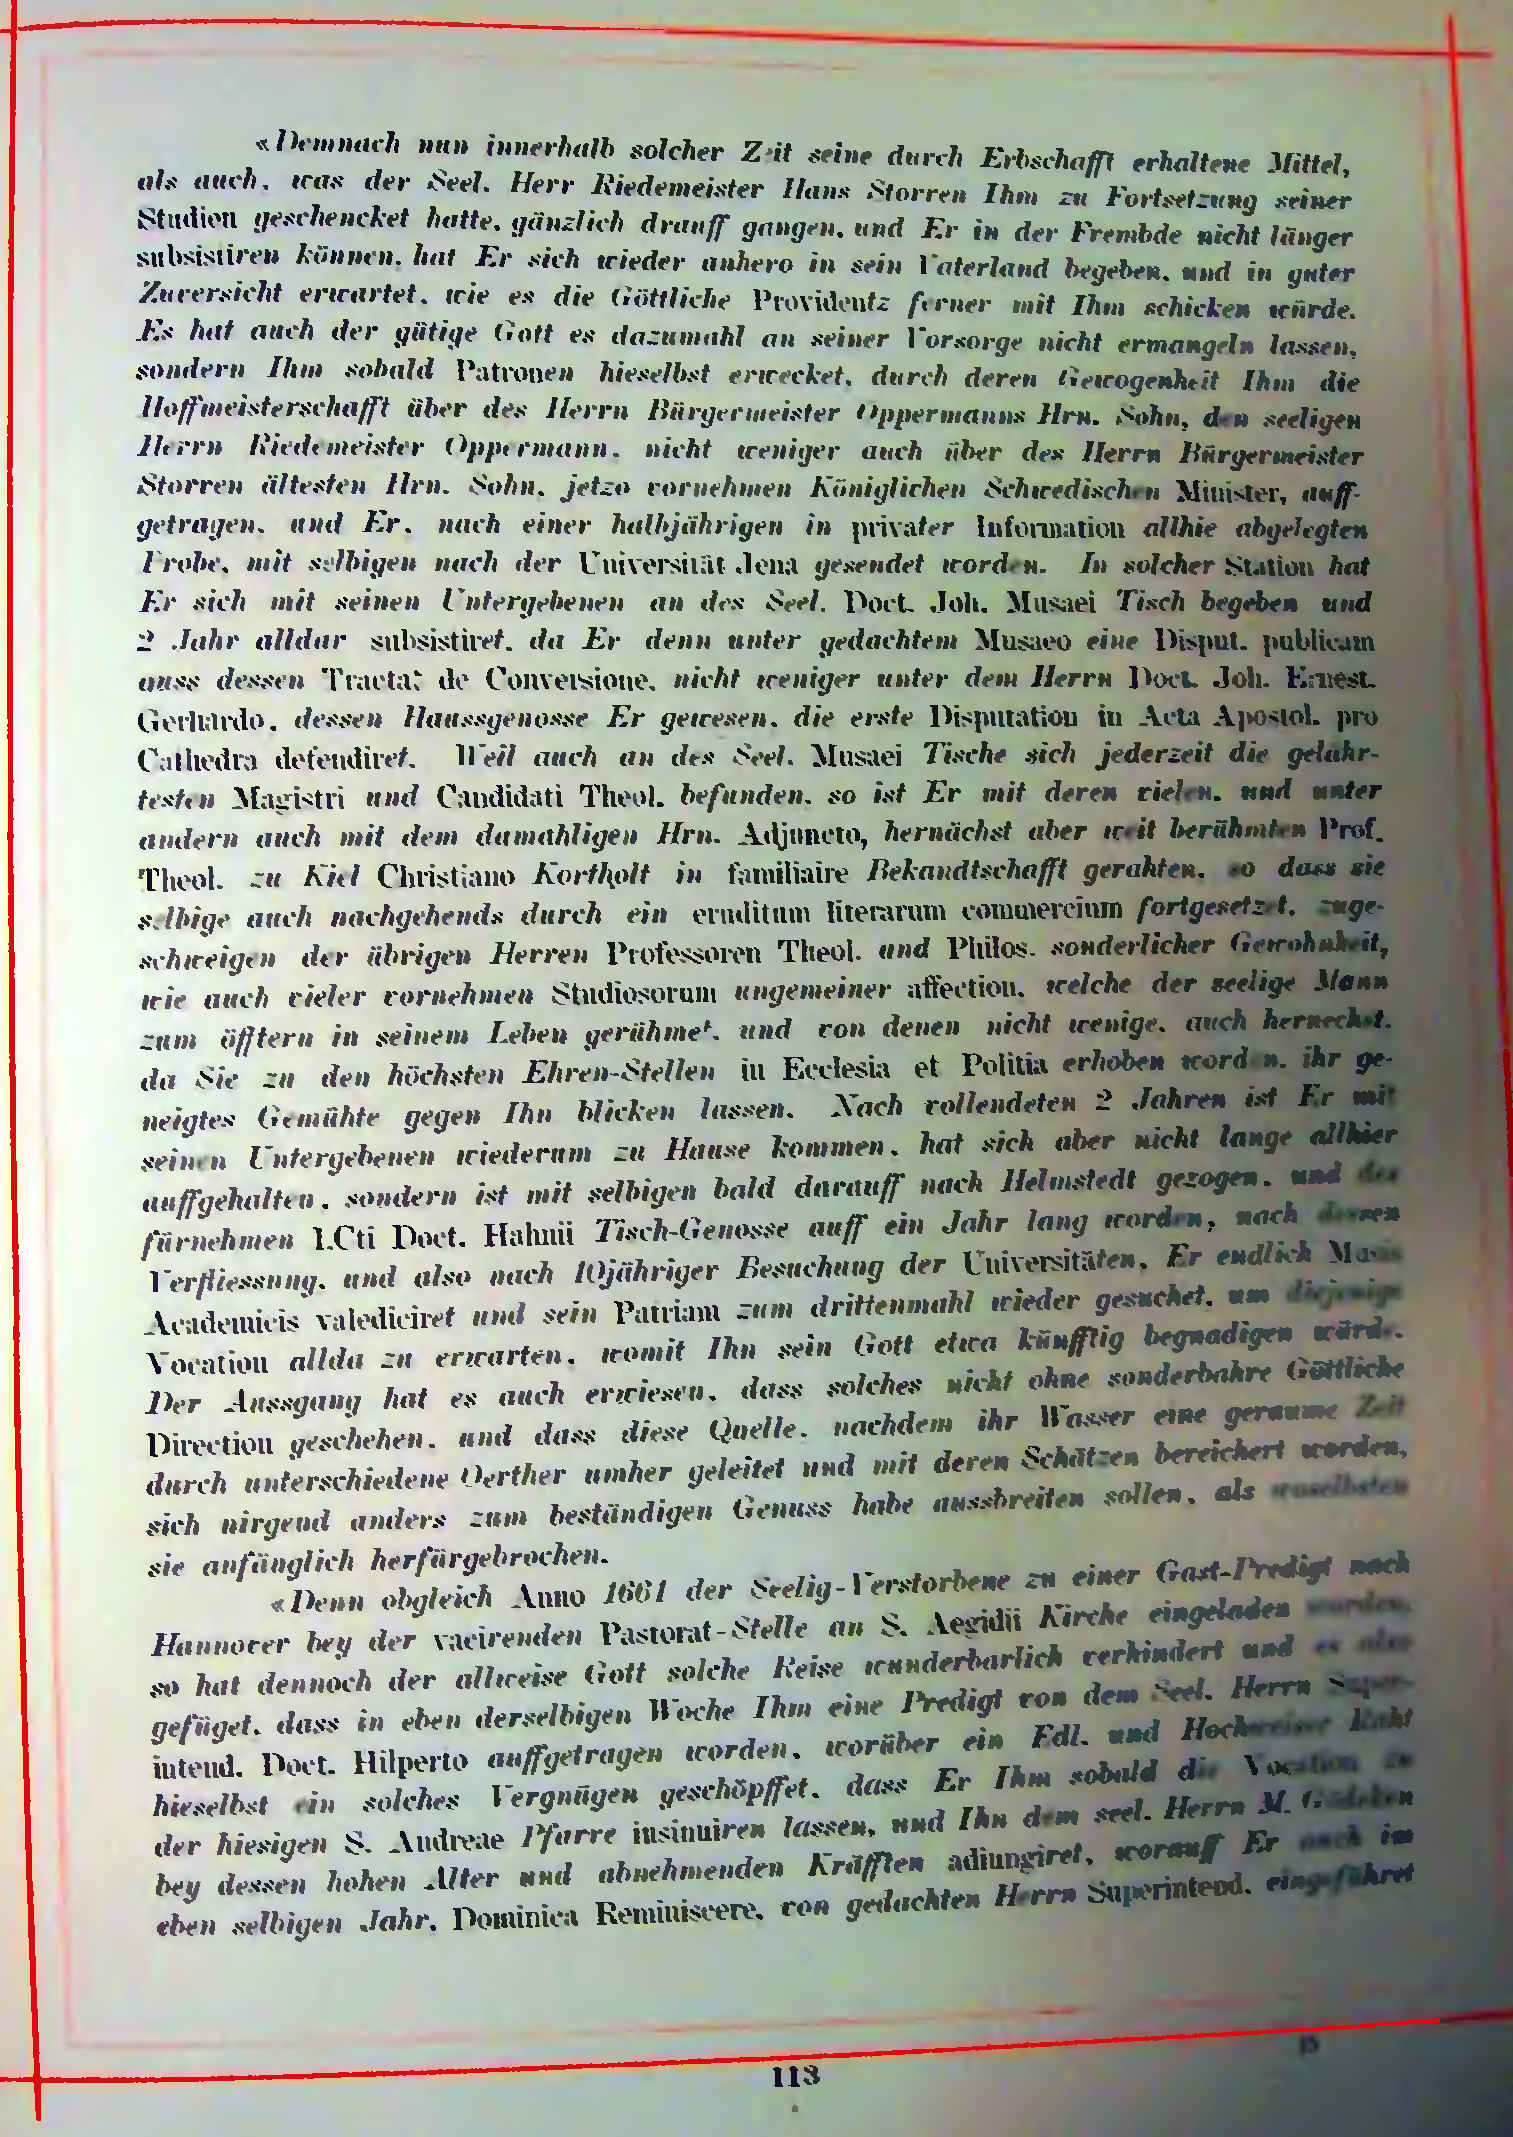 «Demnach nun innerhalb solcher Zeit seine durch Erbschafft erhaltene Mittel,
als auch, was der Seel. Herr Riedemeister Hans Storren Ihm zu Fortsetzung seiner
Studien geschencket hatte, gänzlich drauff gangen, und Er in der Frembde nicht länger
subsistiren können, hat Er sich wieder anhero in sein Vaterland begeben, und in guter
Zuversicht erwartet, wie es die Göttliche Providentz ferner mit Ihm schicken würde.
Es hat auch der gütige Gott es dazumahl an seiner Vorsorge nicht ermangeln lassen,
sondern Ihm sobald Patronen hieselbst erwecket, durch deren Gewogenheit Ihm die
Hoffmeisterschafft über des Herrn Bürgermeister Oppermanns Hrn. Sohn, den seeligen
Herrn Riedemeister Oppermann, nicht weniger auch über des Herrn Bürgermeister
Storren ältesten Hrn. Sohn, jetzo vornehmen Königlichen Schwedischen Minister, auff-
getragen, und Er, nach einer halbjährigen in privater Information allhie abgelegten
Probe, mit selbigen nach der Universität Jena gesendet worden. In solcher Station hat
Er sich mit seinen Untergebenen an des Seel. Doct. Joh. Musaei Tisch begeben und
2 Jahr alldar subsistiret, da Er denn unter gedachtem Musaeo eine Disput. publicam
auss dessen Tractat de Conversione, nicht weniger unter dem Herrn Doct. Joh. Ernest.
Gerhardo, dessen Haussgenosse Er gewesen, die erste Disputation in Acta Apostol. pro
Cathedra defendiret. Weil auch an des Seel. Musaei Tische sich jederzeit die gelahr-
testen Magistri und Candidati Theol. befunden, so ist Er mit deren vielen, und unter
andern auch mit dem damahligen Hrn. Adjuncto, hernächst aber weit berühmten Prof.
Theol. zu Kiel Christiano Kortholt in familiaire Bekandtschafft gerahten, so dass sie
selbige auch nachgehends durch ein eruditum literarum commercium fortgesetzet, zuge-
schweigen der übrigen Herren Professoren Theol. und Philos. sonderlicher Gewohnheit,
wie auch vieler vornehmen Studiosorum ungemeiner affection, welche der seelige Mann
zum öfftern in seinem Leben gerühmet, und von denen nicht wenige, auch hernechst,
da Sie zu den höchsten Ehren-Stellen in Ecclesia et Politia erhoben worden, ihr ge-
neigtes Gemühte gegen Ihn blicken lassen. Nach vollendeten 2 Jahren ist Er mit
seinen Untergebenen wiederum zu Hause kommen, hat sich aber nicht lange allhier
auffgehalten, sondern ist mit selbigen bald darauff nach Helmstedt gezogen, und des
fürnehmen I.Cti Doct. Hahnii Tisch-Genosse auff ein Jahr lang worden, nach dessen
Verfliessung, und also nach 10jähriger Besuchung der Universitäten, Er endlich Musis
Academicis valediciret und sein Patriam zum drittenmahl wieder gesuchet, um diejenige
Vocation allda zu erwarten, womit Ihn sein Gott etwa künfftig begnadigen würde.
Der Aussgang hat es auch erwiesen, dass solches nicht ohne sonderbahre Göttliche
Direction geschehen, und dass diese Quelle, nachdem ihr Wasser eine geraume Zeit
durch unterschiedene Oerther umher geleitet und mit deren Schätzen bereichert worden,
sich nirgend anders zum beständigen Genuss habe aussbreiten sollen, als woselbsten
sie anfänglich herfürgebrochen.
«Denn obgleich Anno 1661 der Seelig-Verstorbene zu einer Gast-Predigt nach
Hannover bey der vacirenden Pastorat-Stelle an S. Aegidii Kirche eingeladen worden,
so hat dennoch der allweise Gott solche Reise wunderbarlich verhindert und es also
gefüget, dass in eben derselbigen Woche Ihm eine Predigt von dem Seel. Herrn Super-
intend. Doct. Hilperto auffgetragen worden, worüber ein Edl. und Hochweiser Raht
hieselbst ein solches Vergnügen geschöpffet, dass Er Ihm sobald die Vocation zu
der hiesigen S. Andreae Pfarre insinuiren lassen, und Ihn dem seel. Herrn M. Gödeken
bey dessen hohen Alter und abnehmenden Kräfften adiungiret, worauff Er auch im
eben selbigen Jahr, Dominica Reminiscere, von gedachten Herrn Superintend. eingeführet
15
113